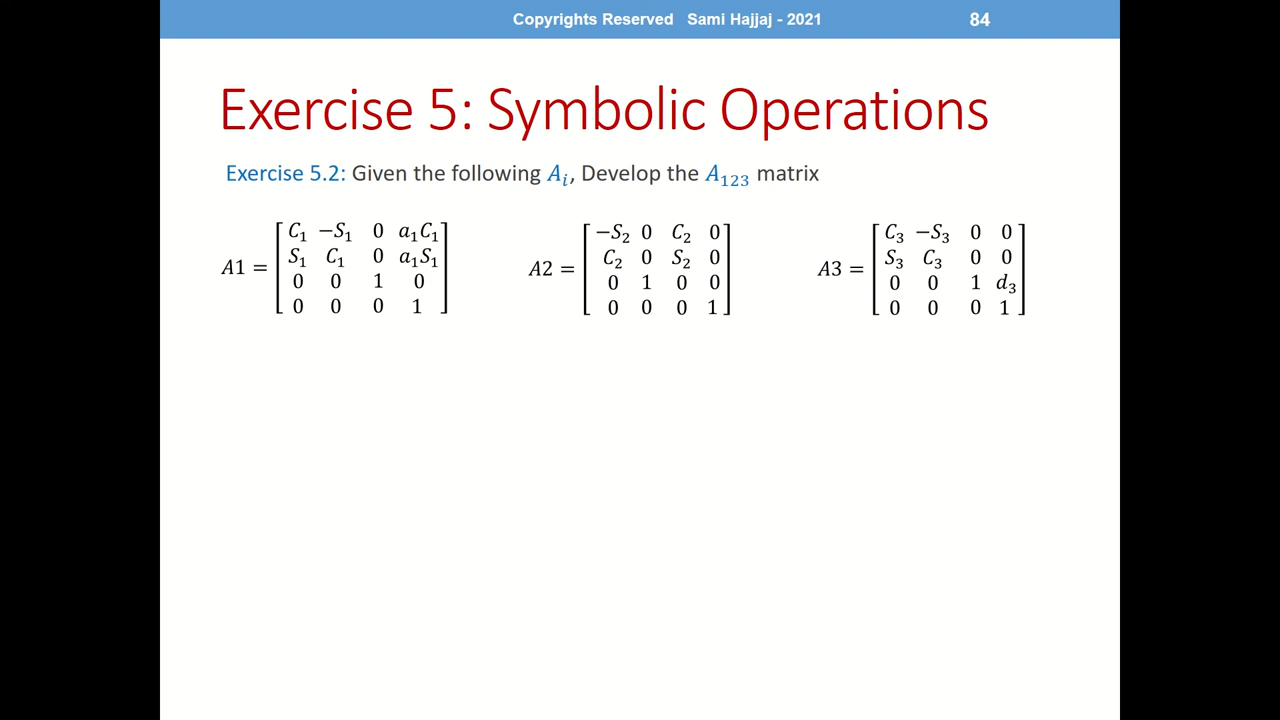 Copyrights Reserved Sami Hajjaj - 2021 84
Exercise 5: Symbolic Operations
Exercise 5.2: Given the following Aᵢ, Develop the A₁₂₃ matrix
A1 = [ C₁ −S₁ 0 a₁C₁
S₁ C₁ 0 a₁S₁
0 0 1 0
0 0 0 1 ]
A2 = [ −S₂ 0 C₂ 0
C₂ 0 S₂ 0
0 1 0 0
0 0 0 1 ]
A3 = [ C₃ −S₃ 0 0
S₃ C₃ 0 0
0 0 1 d₃
0 0 0 1 ]